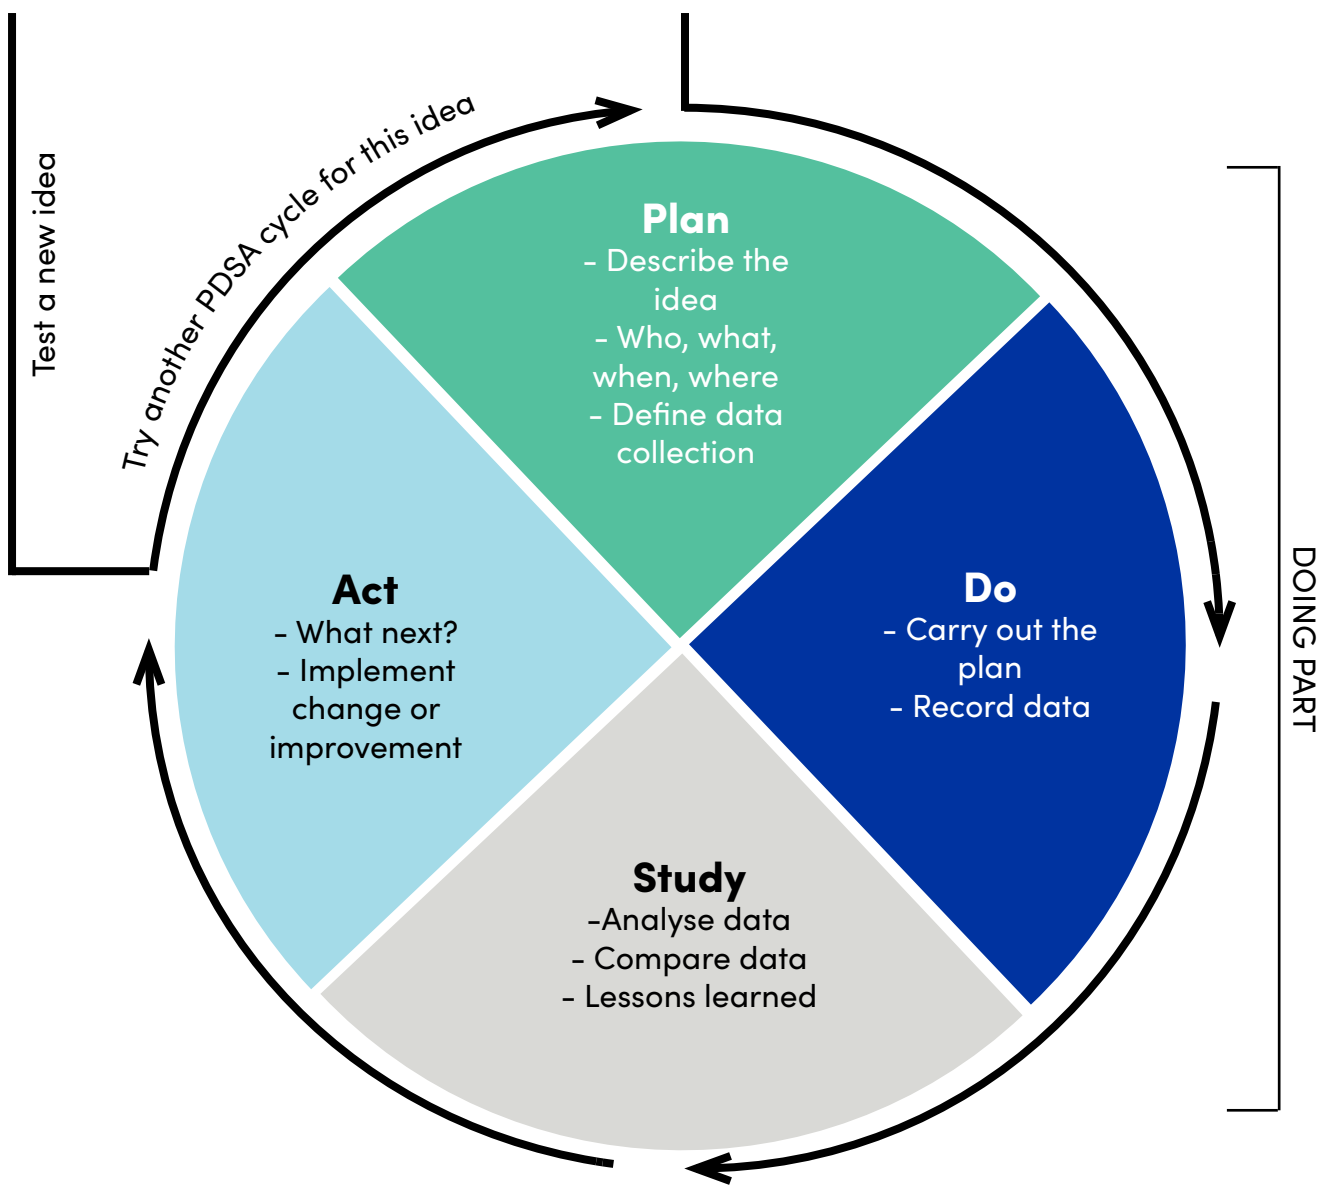 Test a new idea
Try another PDSA cycle for this idea
Plan
- Describe the
idea
- Who, what,
when, where
- Define data
collection
Do
- Carry out the
plan
- Record data
Study
-Analyse data
- Compare data
- Lessons learned
Act
- What next?
- Implement
change or
improvement
DOING PART